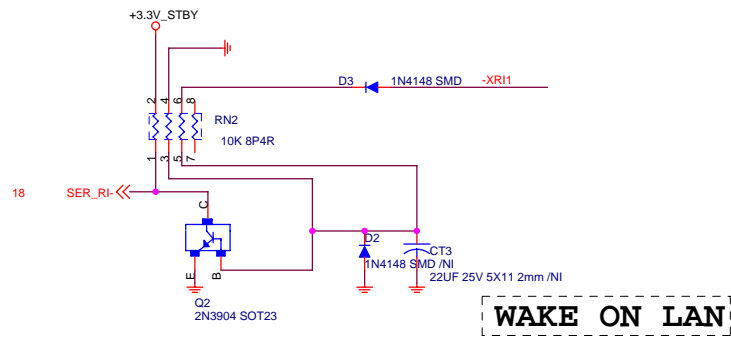 +3.3V_STBY
D3
1N4148 SMD
-XRI1
2
4
6
8
RN2
10K 8P4R
1
3
5
7
18
SER_RI-
C
D2
1N4148 SMD /NI
CT3
22UF 25V 5X11 2mm /NI
E
B
Q2
2N3904 SOT23
WAKE ON LAN